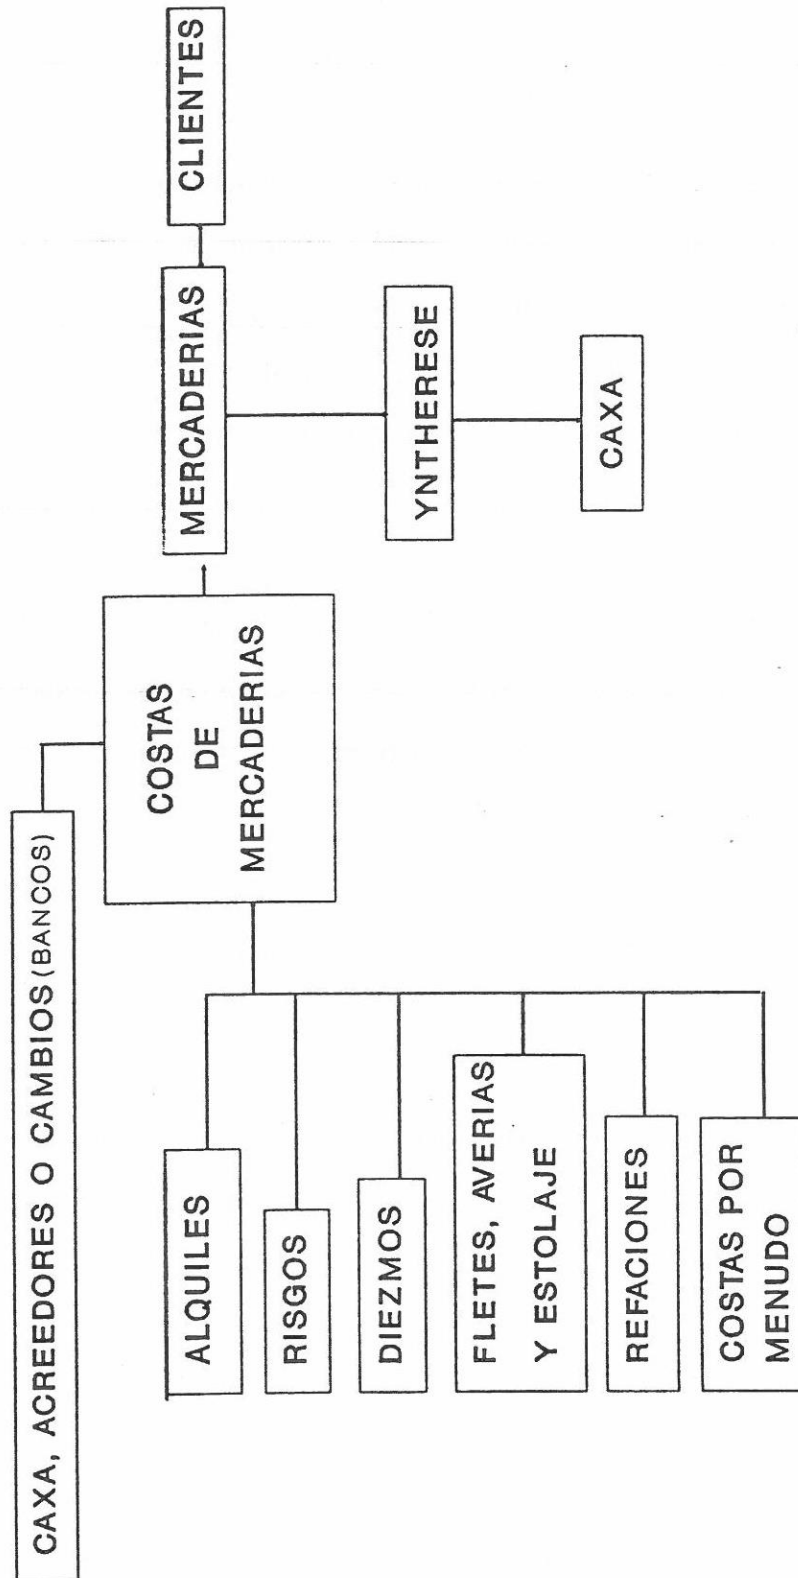 CAXA, ACREEDORES O CAMBIOS (BANCOS)
ALQUILES
RISGOS
DIEZMOS
FLETES, AVERIAS
Y ESTOLAJE
REFACIONES
COSTAS POR
MENUDO
COSTAS
DE
MERCADERIAS
MERCADERIAS
CLIENTES
YNTHERESE
CAXA